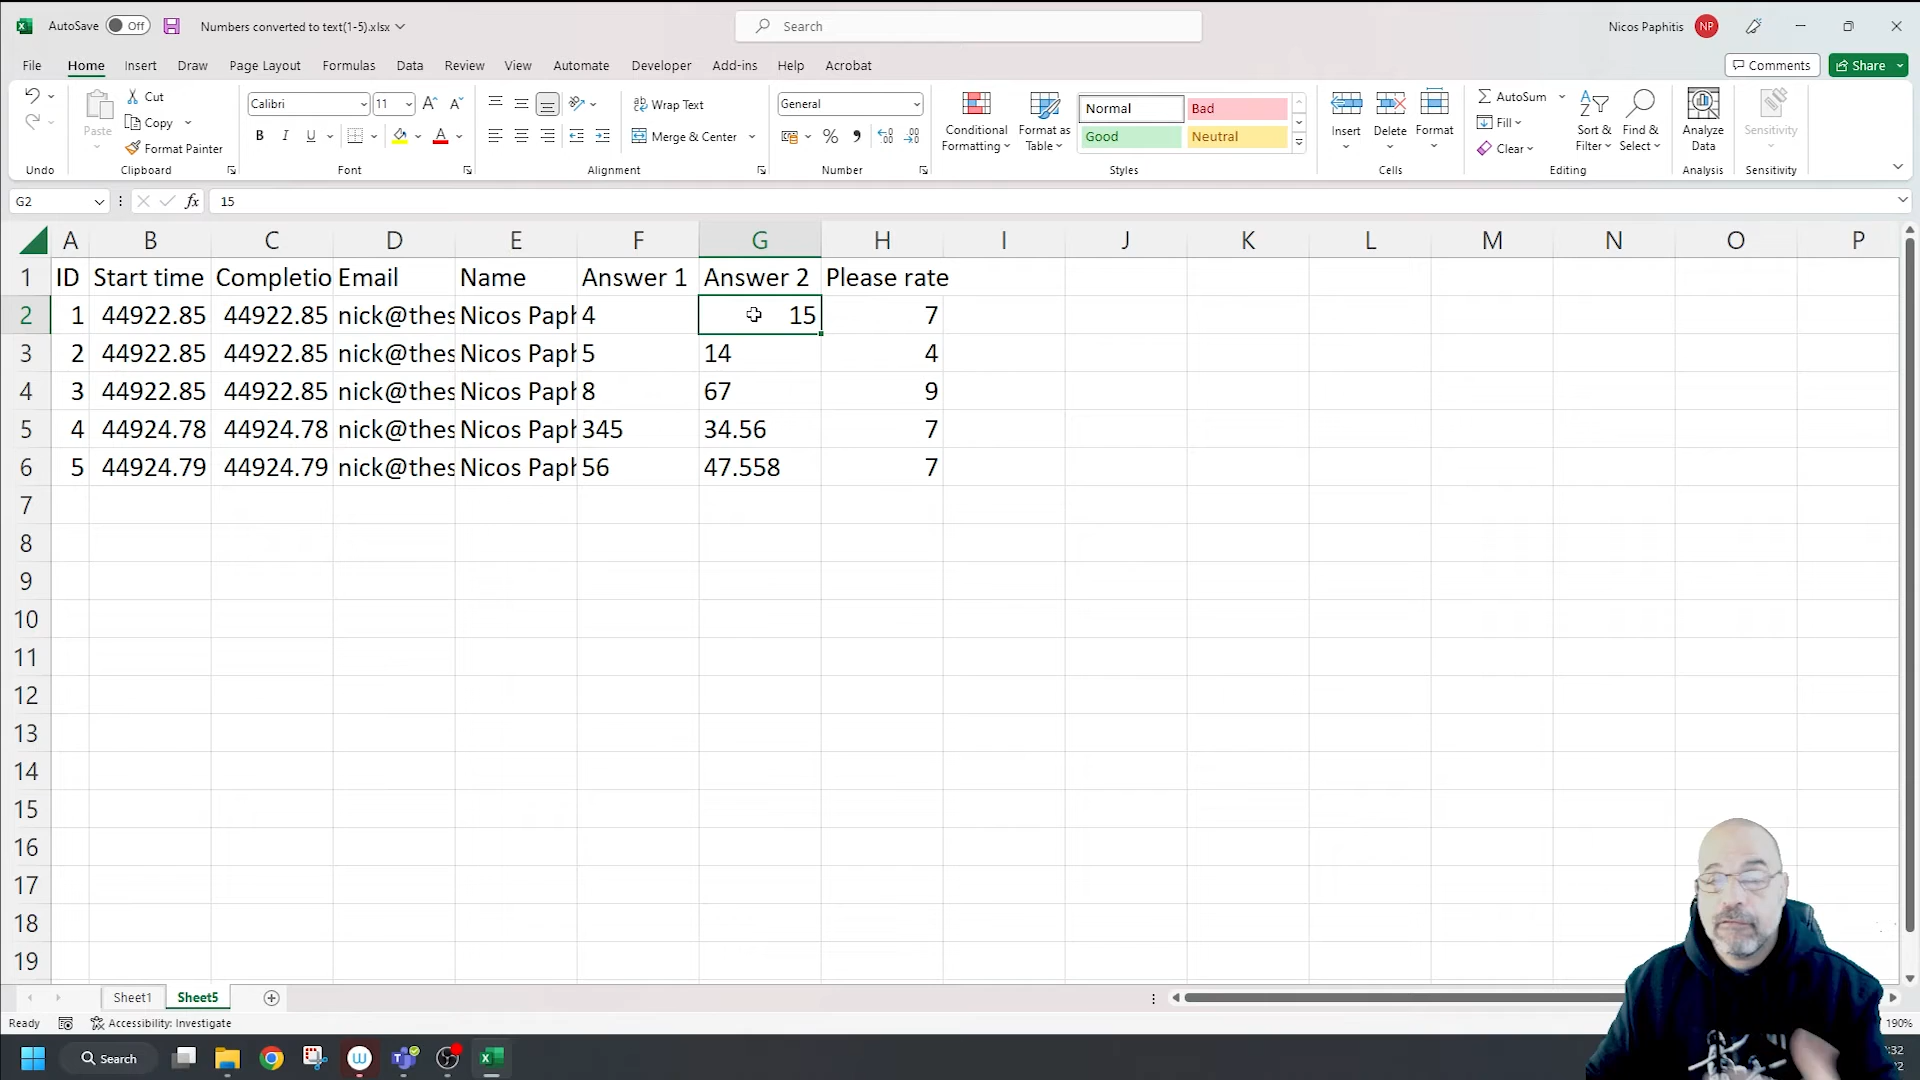 AutoSave Off Numbers converted to text(1-5).xlsx Search Nicos Paphitis NP
File Home Insert Draw Page Layout Formulas Data Review View Automate Developer Add-ins Help Acrobat Comments Share
Paste Cut Copy Format Painter
Calibri 11
B I U
Wrap Text
Merge & Center
General
Conditional Formatting
Format as Table
Normal Bad
Good Neutral
Insert Delete Format
AutoSum
Fill
Clear
Sort & Filter
Find & Select
Analyze Data
Sensitivity
Undo Clipboard Font Alignment Number Styles Cells Editing Analysis Sensitivity
G2 fx 15
A B C D E F G H I J K L M N O P
1 ID Start time Completio Email Name Answer 1 Answer 2 Please rate
2 1 44922.85 44922.85 nick@thes Nicos Paph 4 15 7
3 2 44922.85 44922.85 nick@thes Nicos Paph 5 14 4
4 3 44922.85 44922.85 nick@thes Nicos Paph 8 67 9
5 4 44924.78 44924.78 nick@thes Nicos Paph 345 34.56 7
6 5 44924.79 44924.79 nick@thes Nicos Paph 56 47.558 7
7
8
9
10
11
12
13
14
15
16
17
18
19
Sheet1 Sheet5
Ready Accessibility: Investigate 190%
Search